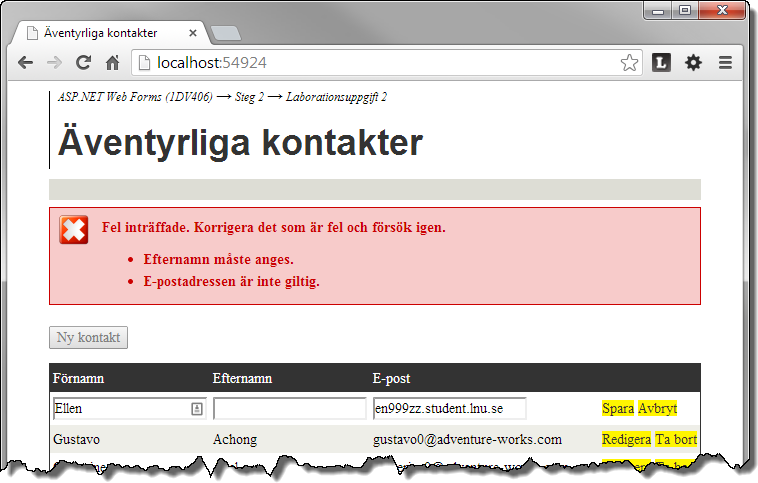 Äventyrliga kontakter
localhost:54924
L
ASP.NET Web Forms (1DV406) → Steg 2 → Laborationsuppgift 2
Äventyrliga kontakter
Fel inträffade. Korrigera det som är fel och försök igen.
• Efternamn måste anges.
• E-postadressen är inte giltig.
Ny kontakt
Förnamn Efternamn E-post
Ellen en999zz.student.lnu.se Spara Avbryt
Gustavo Achong gustavo0@adventure-works.com Redigera Ta bort